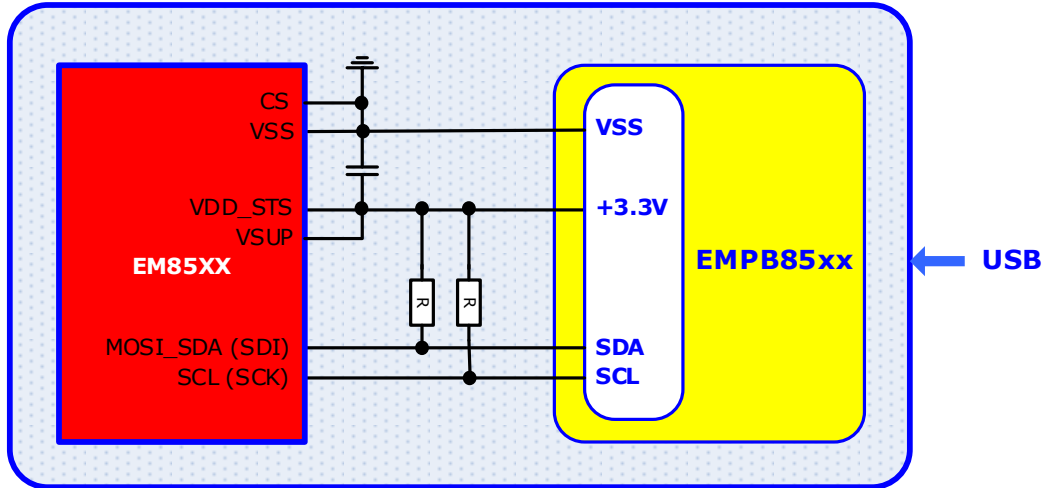 CS
VSS
VDD_STS
VSUP
EM85XX
MOSI_SDA (SDI)
SCL (SCK)
R
R
VSS
+3.3V
SDA
SCL
EMPB85xx
USB